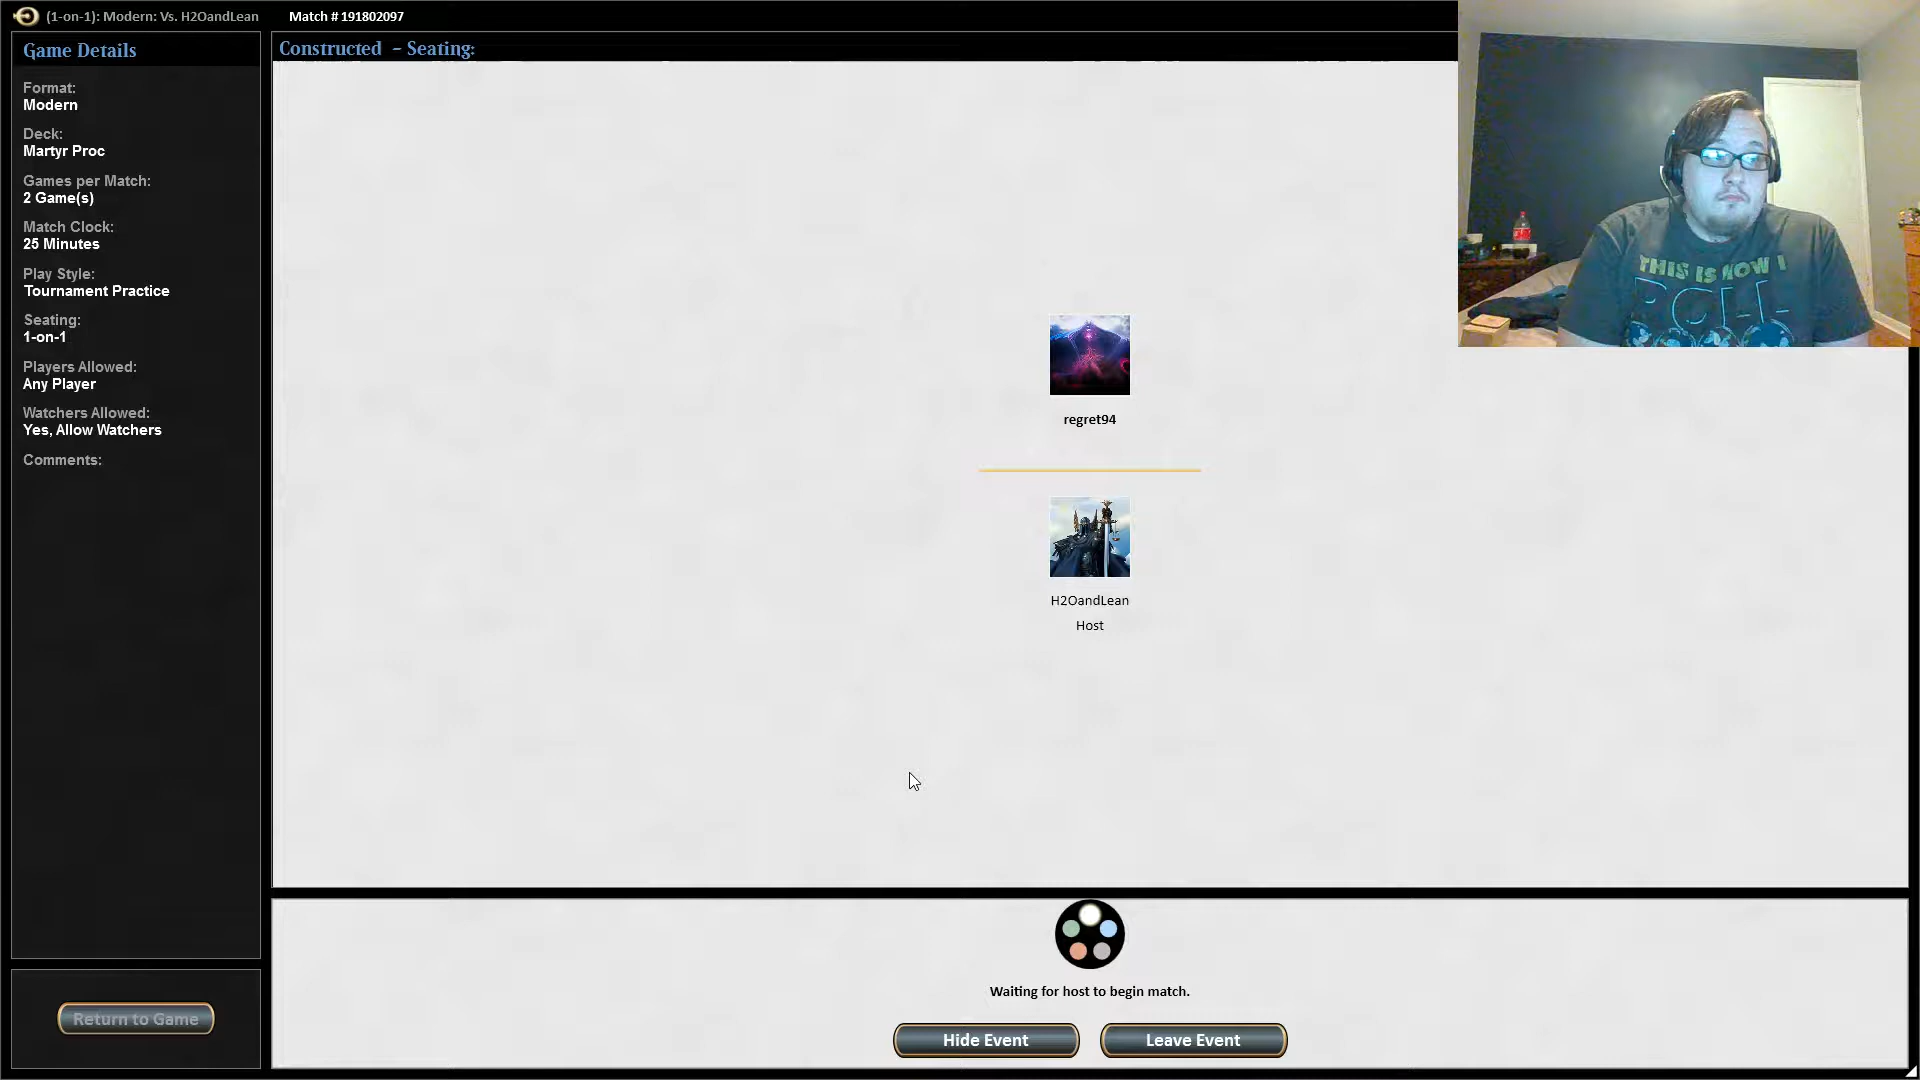 (1-on-1): Modern: Vs. H2OandLean
Match # 191802097
Game Details
Format:
Modern
Deck:
Martyr Proc
Games per Match:
2 Game(s)
Match Clock:
25 Minutes
Play Style:
Tournament Practice
Seating:
1-on-1
Players Allowed:
Any Player
Watchers Allowed:
Yes, Allow Watchers
Comments:
Return to Game
Constructed - Seating:
regret94
H2OandLean
Host
Waiting for host to begin match.
Hide Event
Leave Event
THIS IS HOW I